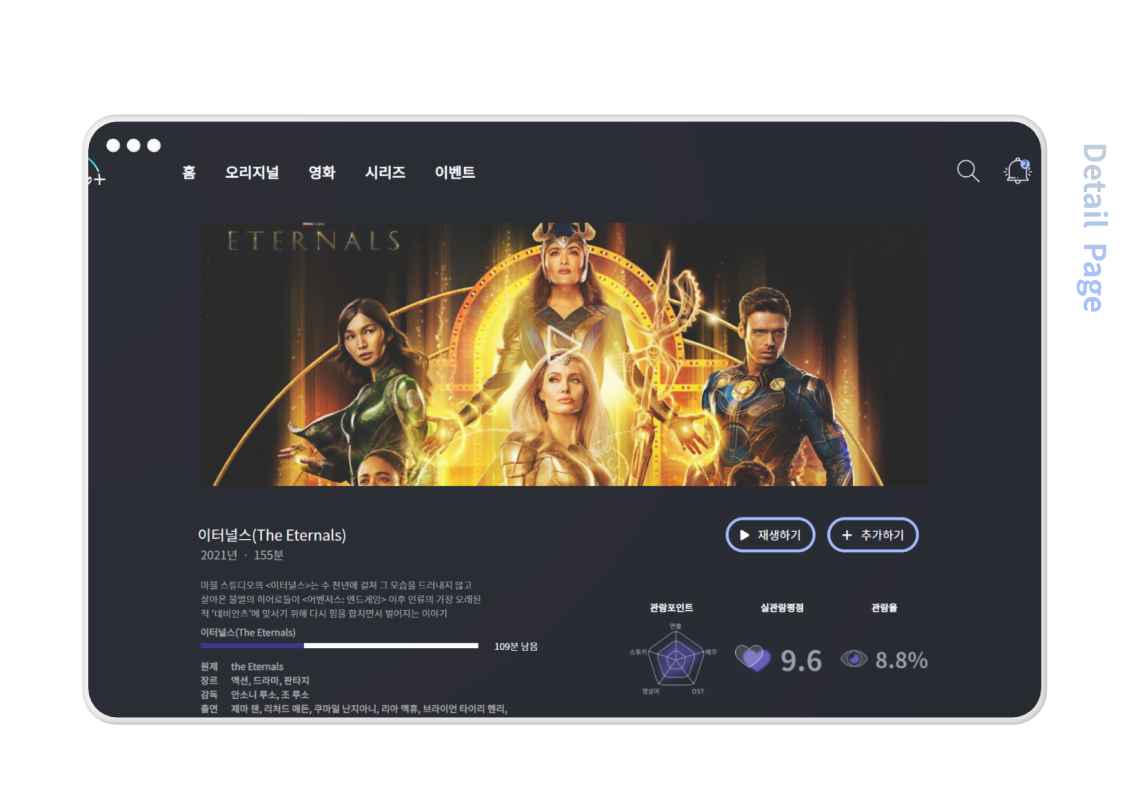 홈 오리지널 영화 시리즈 이벤트
2
Detail Page
ETERNALS
이터널스(The Eternals)
2021년 · 155분
재생하기
추가하기
마블 스튜디오의 <이터널스>는 수 천년에 걸쳐 그 모습을 드러내지 않고
살아온 불멸의 히어로들이 <어벤져스: 엔드게임> 이후 인류의 가장 오래된
적 '데비안츠'에 맞서기 위해 다시 힘을 합치면서 벌어지는 이야기
이터널스(The Eternals)
109분 남음
원제 the Eternals
장르 액션, 드라마, 판타지
감독 안소니 루소, 조 루소
출연 제마 챈, 리처드 매든, 쿠마일 난지아니, 리아 맥휴, 브라이언 타이리 헨리,
관람포인트 실관람평점 관람율
연출
스토리 배우
영상미 OST
9.6
8.8%